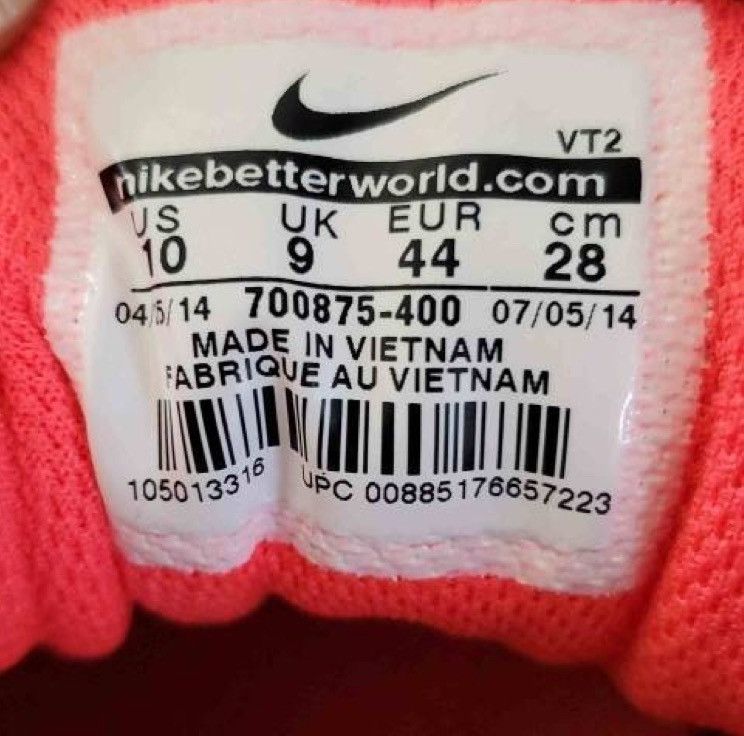 VT2
nikebetterworld.com
US UK EUR cm
10 9 44 28
04/5/14 700875-400 07/05/14
MADE IN VIETNAM
FABRIQUE AU VIETNAM
105013316 UPC 00885176657223